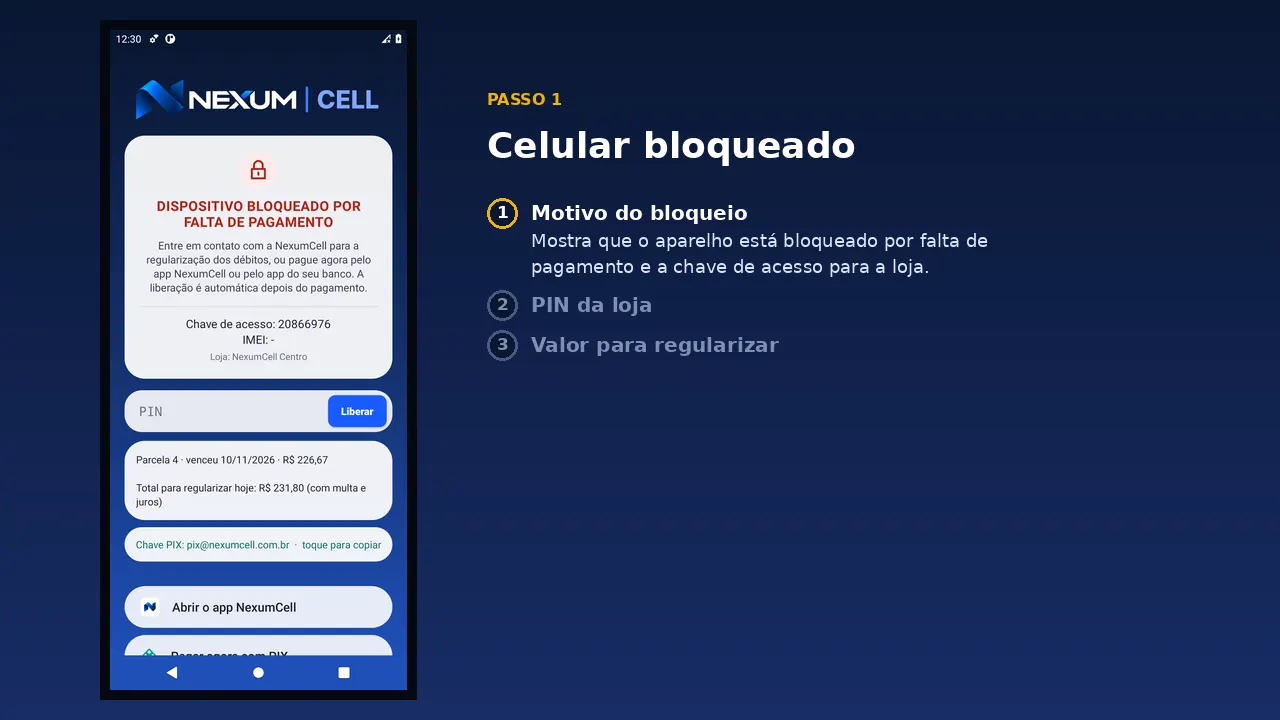 12:30
NEXUM | CELL
DISPOSITIVO BLOQUEADO POR
FALTA DE PAGAMENTO
Entre em contato com a NexumCell para a
regularização dos débitos, ou pague agora pelo
app NexumCell ou pelo app do seu banco. A
liberação é automática depois do pagamento.
Chave de acesso: 20866976
IMEI: -
Loja: NexumCell Centro
PIN
Liberar
Parcela 4 · venceu 10/11/2026 · R$ 226,67
Total para regularizar hoje: R$ 231,80 (com multa e
juros)
Chave PIX: pix@nexumcell.com.br · toque para copiar
Abrir o app NexumCell
Pagar agora com PIX
PASSO 1
Celular bloqueado
1 Motivo do bloqueio
Mostra que o aparelho está bloqueado por falta de
pagamento e a chave de acesso para a loja.
2 PIN da loja
3 Valor para regularizar